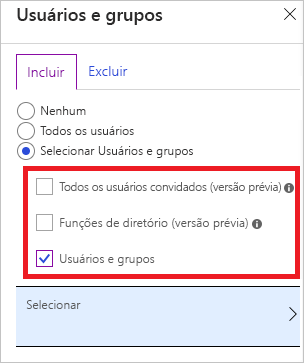 Usuários e grupos
Incluir Excluir
Nenhum
Todos os usuários
Selecionar Usuários e grupos
Todos os usuários convidados (versão prévia)
Funções de diretório (versão prévia)
Usuários e grupos
Selecionar